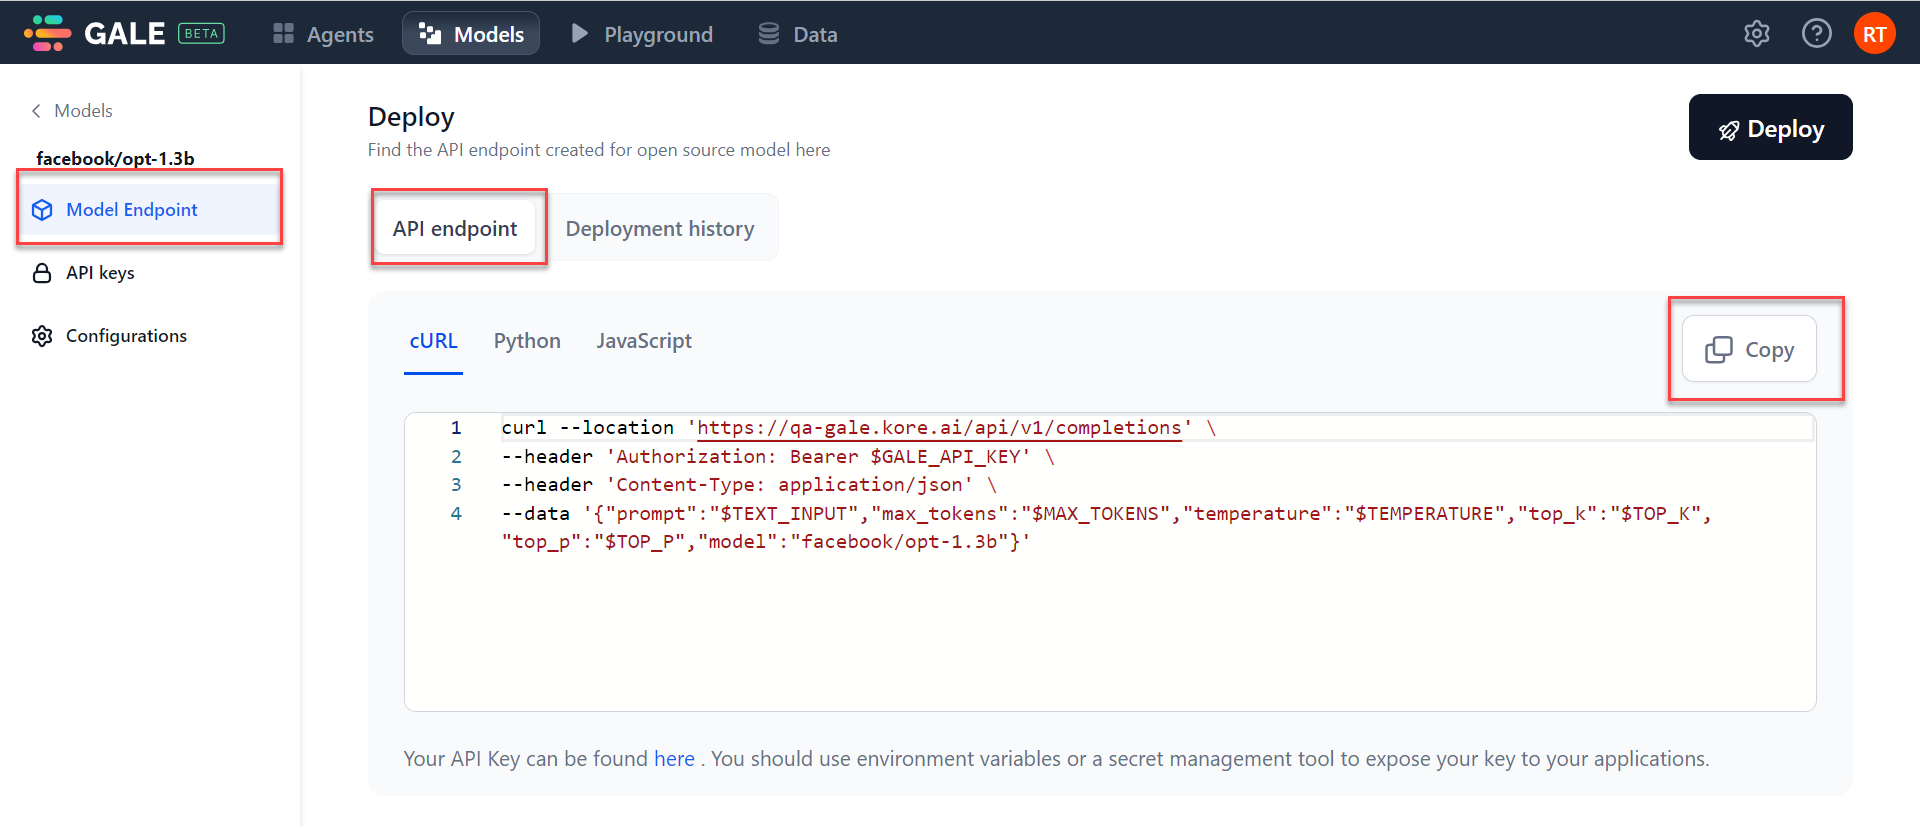 GALE BETA Agents Models Playground Data RT
Models
facebook/opt-1.3b
Model Endpoint
API keys
Configurations
Deploy
Find the API endpoint created for open source model here
Deploy
API endpoint Deployment history
cURL Python JavaScript
Copy
1 curl --location 'https://qa-gale.kore.ai/api/v1/completions' \
2 --header 'Authorization: Bearer $GALE_API_KEY' \
3 --header 'Content-Type: application/json' \
4 --data '{"prompt":"$TEXT_INPUT","max_tokens":"$MAX_TOKENS","temperature":"$TEMPERATURE","top_k":"$TOP_K",
"top_p":"$TOP_P","model":"facebook/opt-1.3b"}'
Your API Key can be found here . You should use environment variables or a secret management tool to expose your key to your applications.